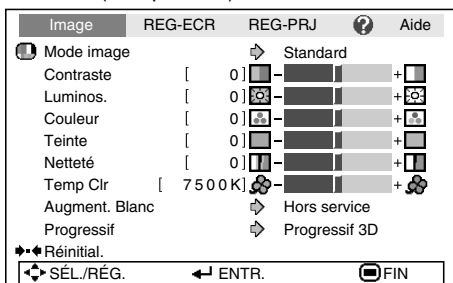 Image REG-ECR REG-PRJ ? Aide
Mode image Standard
Contraste [ 0] - +
Luminos. [ 0] - +
Couleur [ 0] - +
Teinte [ 0] - +
Netteté [ 0] - +
Temp Clr [ 7500K] - +
Augment. Blanc Hors service
Progressif Progressif 3D
Réinitial.
SÉL./RÉG. ENTR. FIN